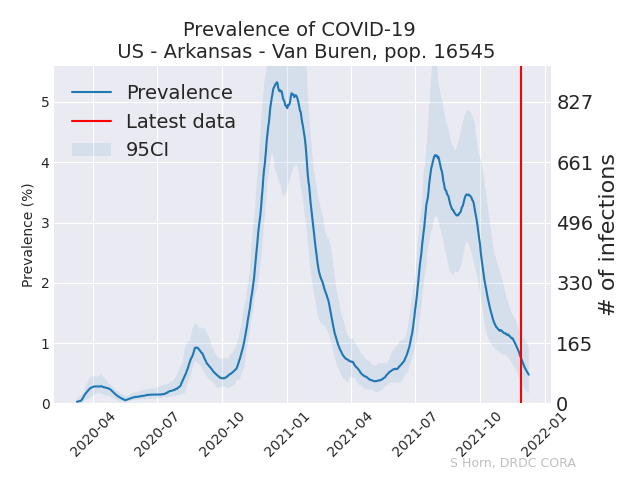 Prevalence of COVID-19
US - Arkansas - Van Buren, pop. 16545
Prevalence
Latest data
95CI
Prevalence (%)
5
4
3
2
1
0
827
661
496
330
165
0
# of infections
2020-04
2020-07
2020-10
2021-01
2021-04
2021-07
2021-10
2022-01
S Horn, DRDC CORA